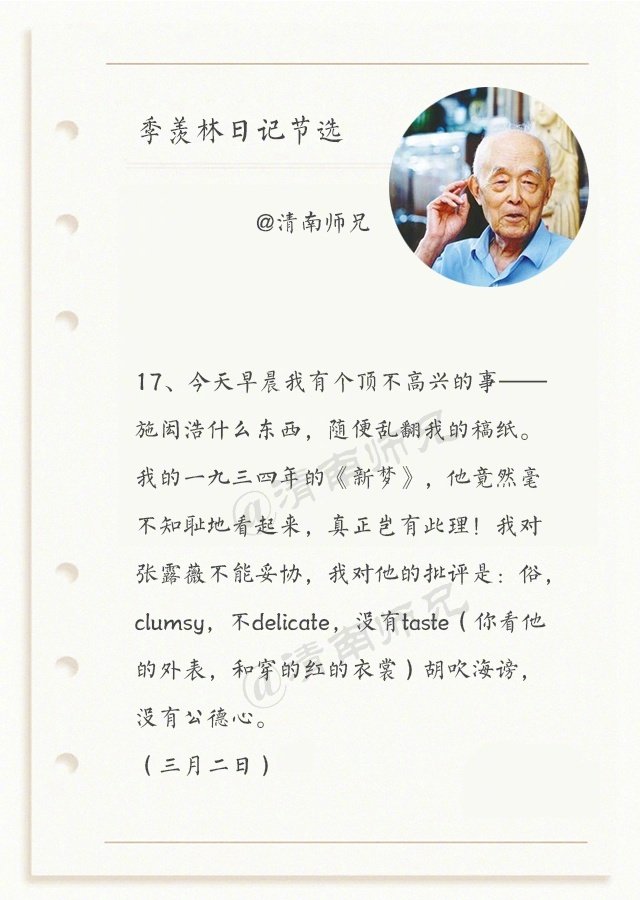 季羡林日记节选
@清南师兄
17、今天早晨我有个顶不高兴的事——
施闳浩什么东西，随便乱翻我的稿纸。
我的一九三四年的《新梦》，他竟然毫
不知耻地看起来，真正岂有此理！我对
张露薇不能妥协，我对他的批评是：俗，
clumsy，不delicate，没有taste（你看他
的外表，和穿的红的衣裳）胡吹海谤，
没有公德心。
（三月二日）
@清南师兄
@清南师兄